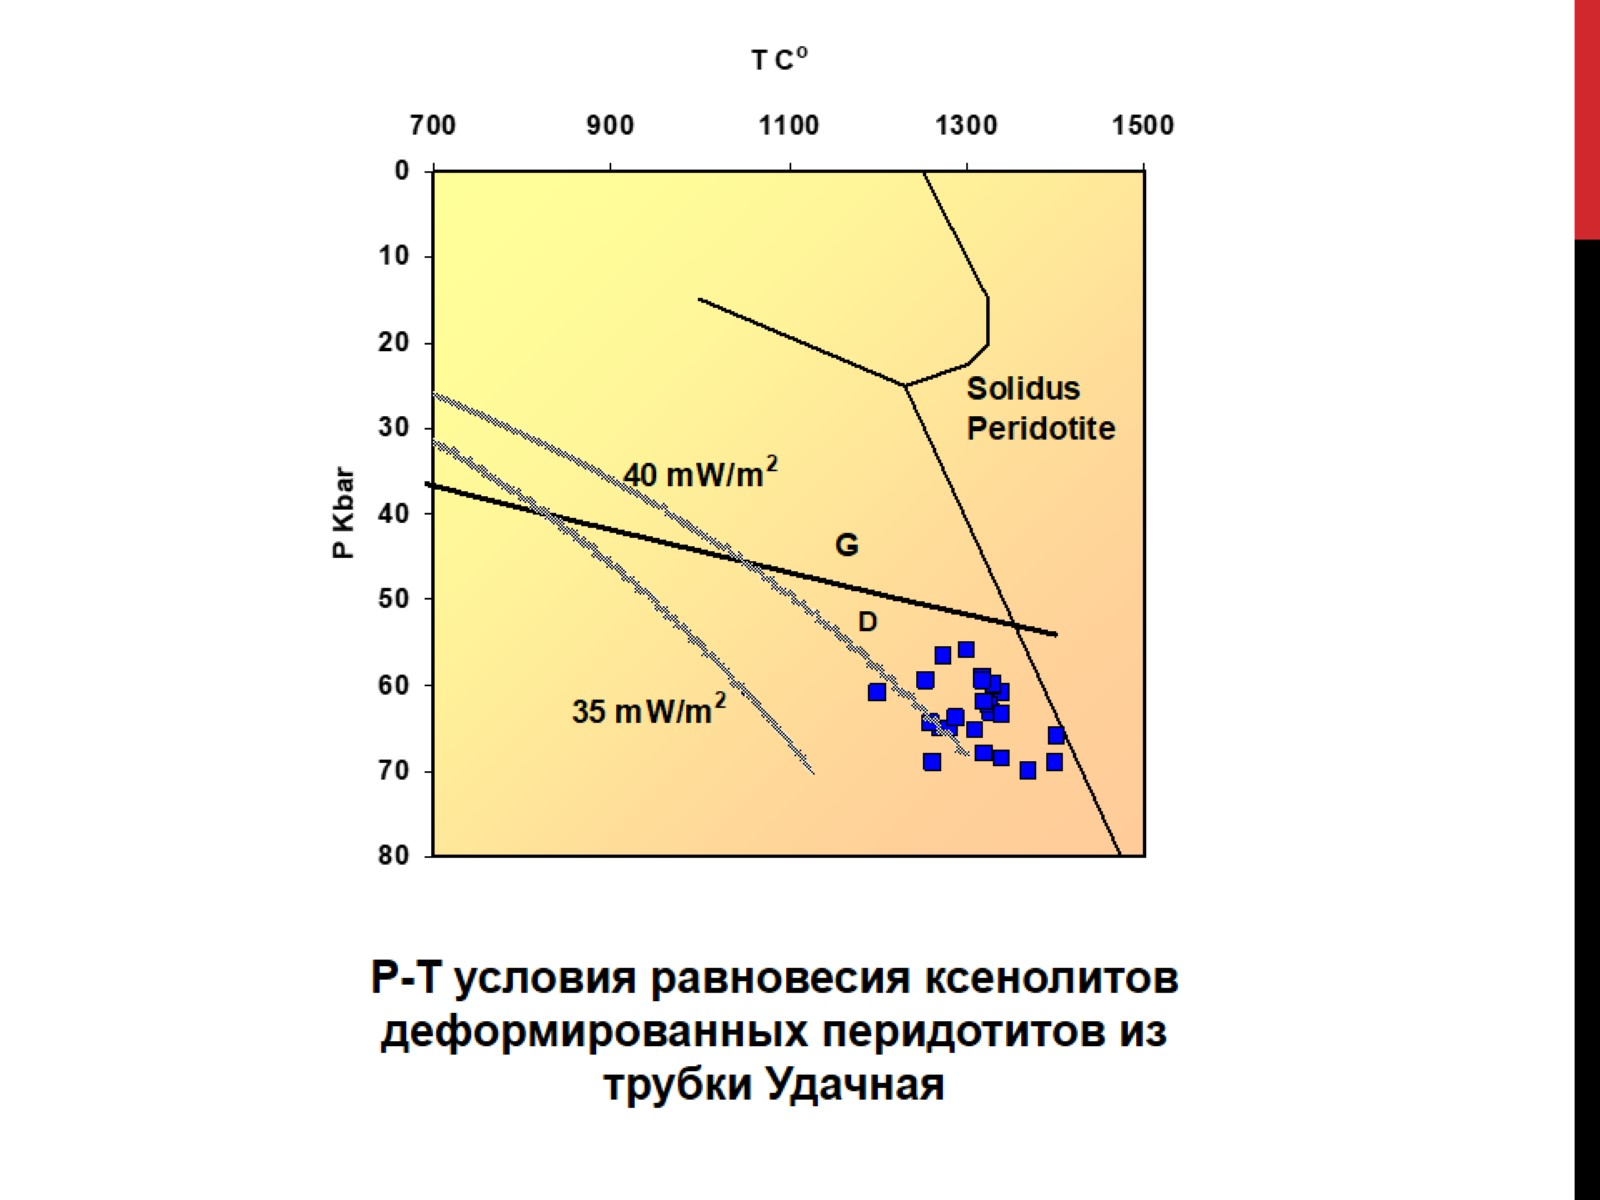 T Cº
700 900 1100 1300 1500
0
10
20
30
40
50
60
70
80
P Kbar
Solidus
Peridotite
40 mW/m²
G
D
35 mW/m²
Р-Т условия равновесия ксенолитов
деформированных перидотитов из
трубки Удачная